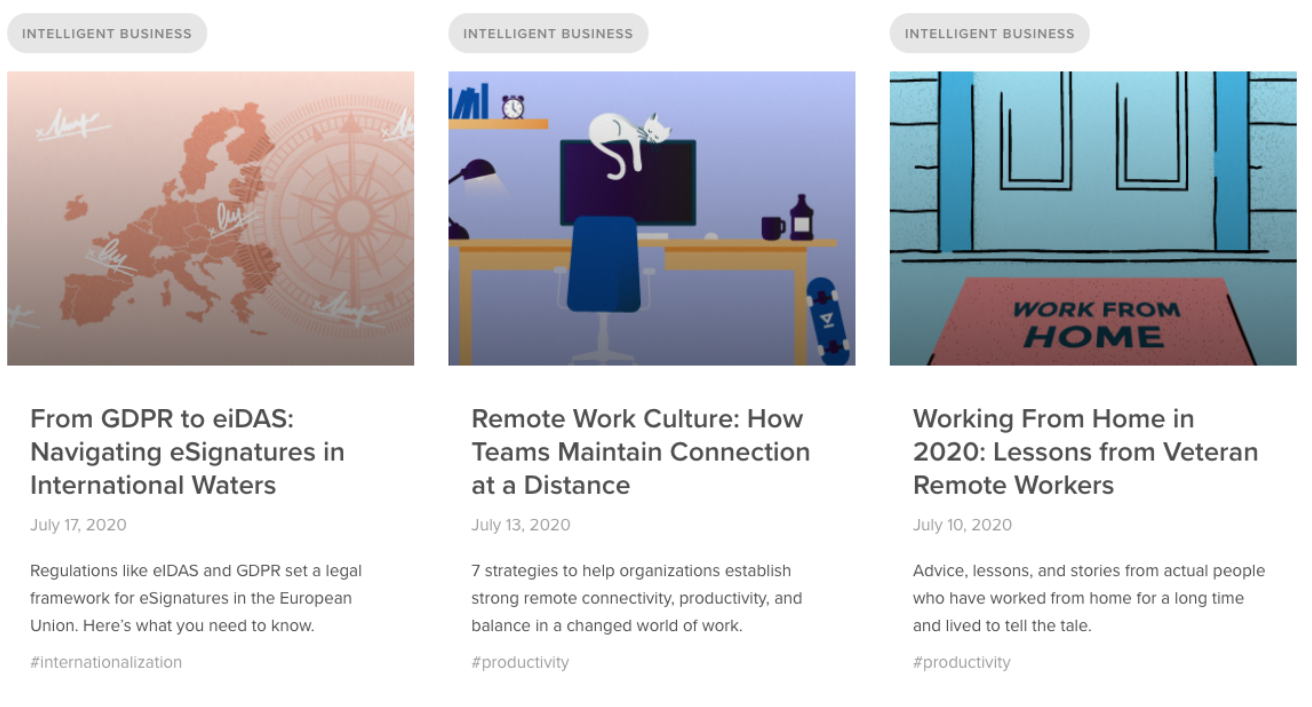 INTELLIGENT BUSINESS
WORK FROM
HOME
From GDPR to eiDAS:
Navigating eSignatures in
International Waters
July 17, 2020
Regulations like eIDAS and GDPR set a legal
framework for eSignatures in the European
Union. Here's what you need to know.
#internationalization
INTELLIGENT BUSINESS
Remote Work Culture: How
Teams Maintain Connection
at a Distance
July 13, 2020
7 strategies to help organizations establish
strong remote connectivity, productivity, and
balance in a changed world of work.
#productivity
INTELLIGENT BUSINESS
Working From Home in
2020: Lessons from Veteran
Remote Workers
July 10, 2020
Advice, lessons, and stories from actual people
who have worked from home for a long time
and lived to tell the tale.
#productivity